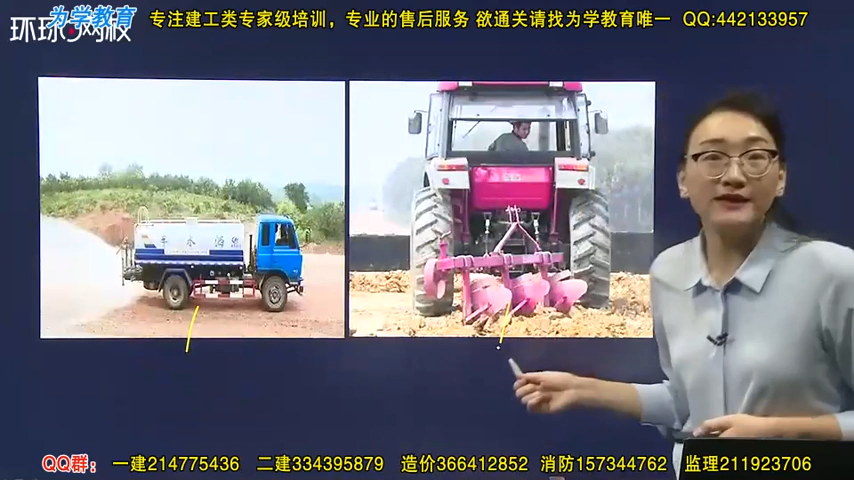 环球网校
为学教育
专注建工类专家级培训，专业的售后服务 欲通关请找为学教育唯一 QQ:442133957
车水洒
QQ群： 一建214775436 二建334395879 造价366412852 消防157344762 监理211923706